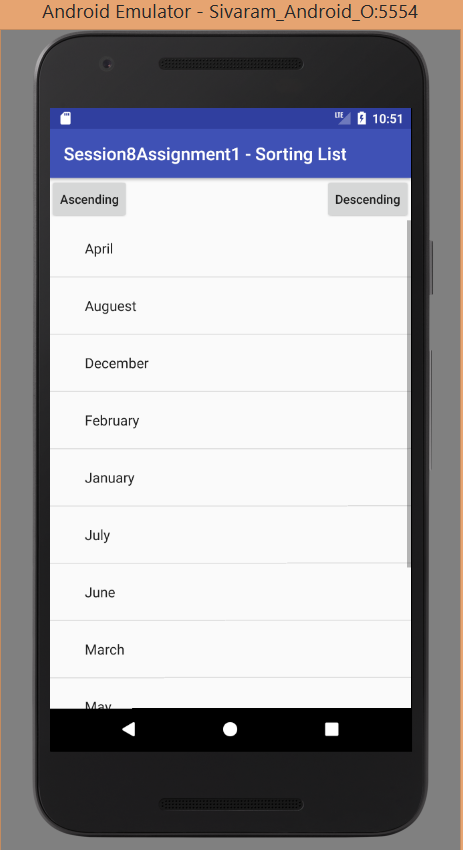 Android Emulator - Sivaram_Android_O:5554
LTE 10:51
Session8Assignment1 - Sorting List
Ascending Descending
April
Auguest
December
February
January
July
June
March
May